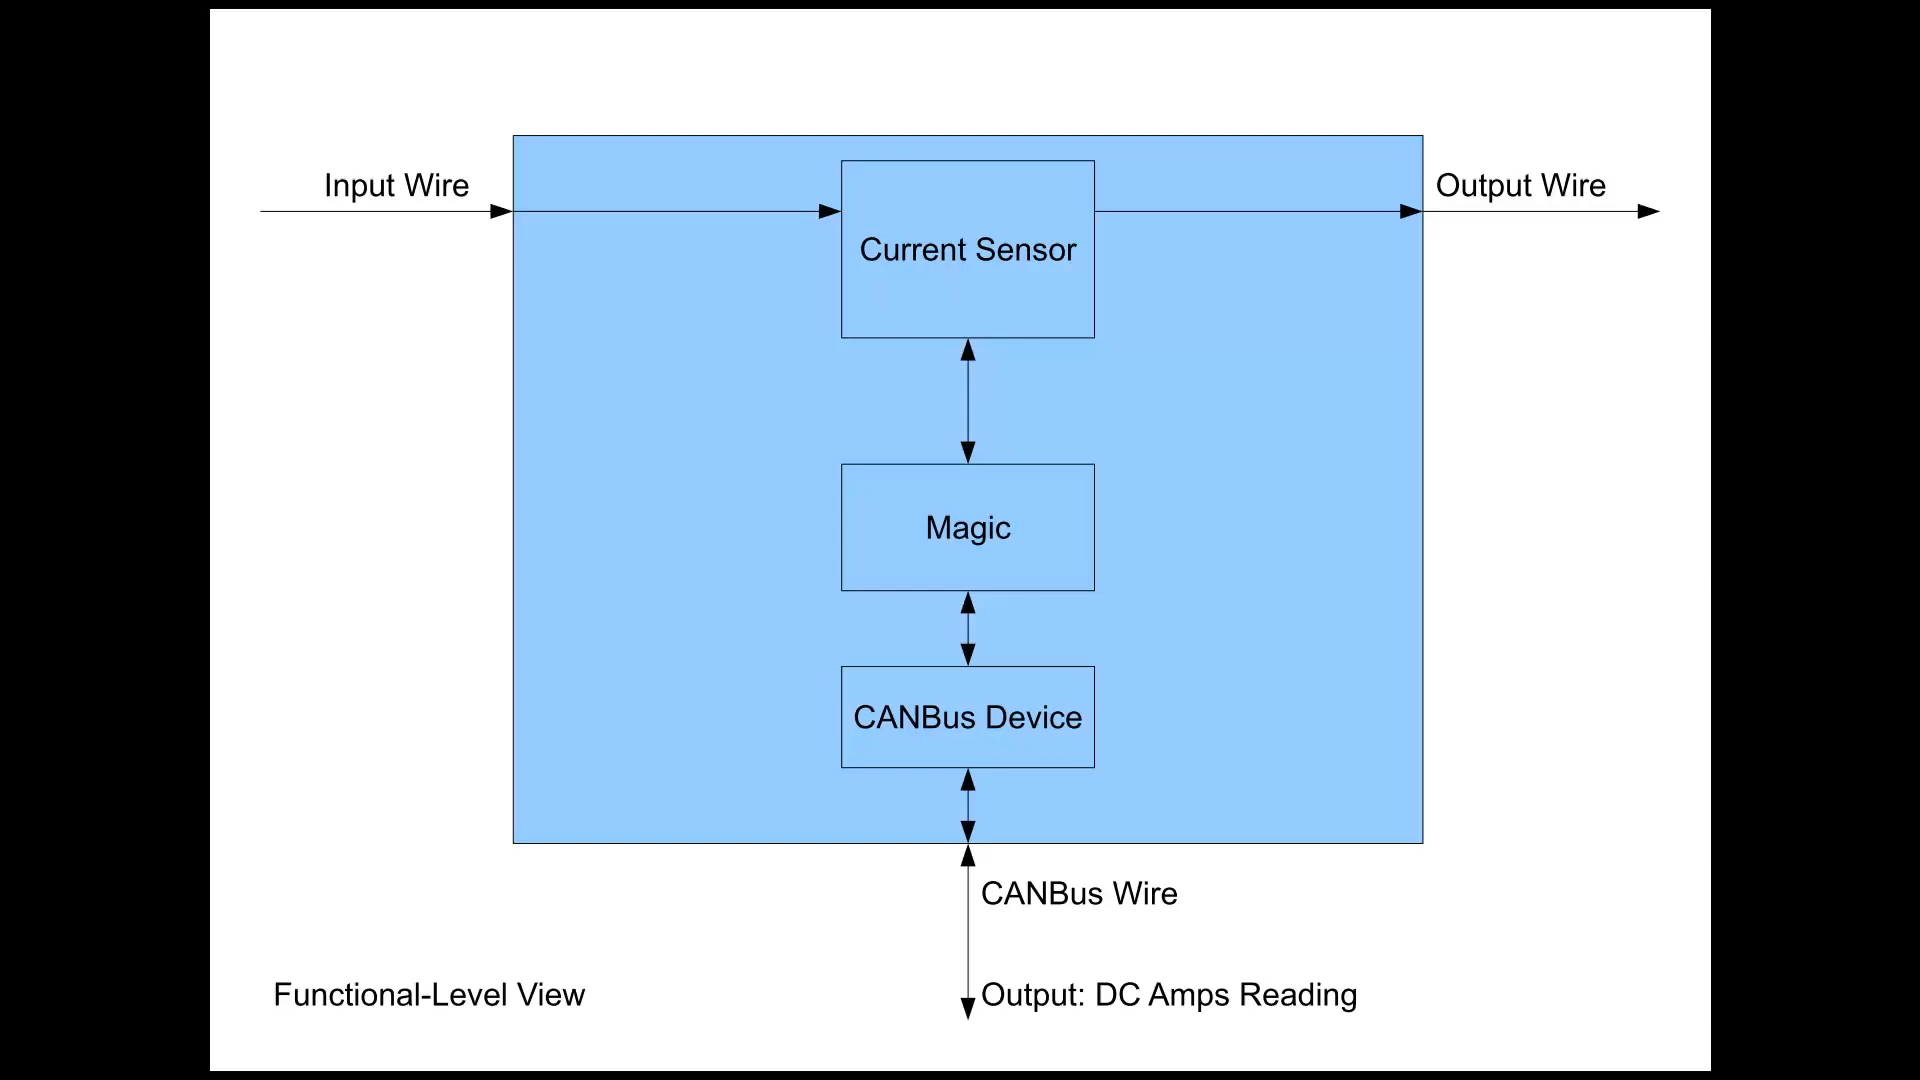 Input Wire
Output Wire
Current Sensor
Magic
CANBus Device
CANBus Wire
Functional-Level View
Output: DC Amps Reading